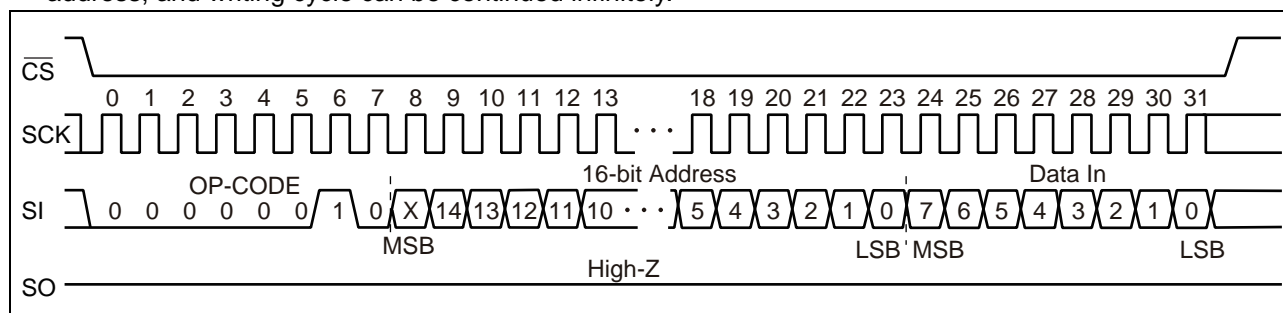 address, and writing cycle can be continued infinitely.
CS
0 1 2 3 4 5 6 7 8 9 10 11 12 13 18 19 20 21 22 23 24 25 26 27 28 29 30 31
SCK ···
OP-CODE 16-bit Address Data In
SI 0 0 0 0 0 0 1 0 X 14 13 12 11 10 ··· 5 4 3 2 1 0 7 6 5 4 3 2 1 0
MSB LSB MSB LSB
High-Z
SO